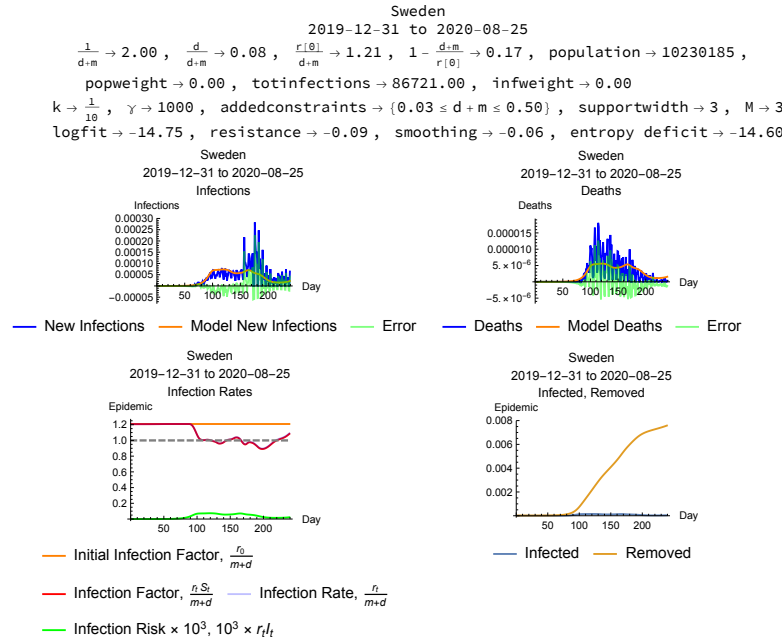 Sweden
2019-12-31 to 2020-08-25
1/(d+m) → 2.00 , d/(d+m) → 0.08 , r[0]/(d+m) → 1.21 , 1 - (d+m)/r[0] → 0.17 , population → 10230185 ,
popweight → 0.00 , totinfections → 86721.00 , infweight → 0.00
k → 1/10 , γ → 1000 , addedconstraints → {0.03 ≤ d + m ≤ 0.50} , supportwidth → 3 , M → 3
logfit → -14.75 , resistance → -0.09 , smoothing → -0.06 , entropy deficit → -14.60
Sweden
2019-12-31 to 2020-08-25
Infections
Infections
0.00030
0.00025
0.00020
0.00015
0.00010
0.00005
-0.00005
50 100 150 200
Day
New Infections Model New Infections Error
Sweden
2019-12-31 to 2020-08-25
Deaths
Deaths
0.000015
0.000010
5. × 10⁻⁶
-5. × 10⁻⁶
50 100 150 200
Day
Deaths Model Deaths Error
Sweden
2019-12-31 to 2020-08-25
Infection Rates
Epidemic
1.2
1.0
0.8
0.6
0.4
0.2
50 100 150 200
Day
Initial Infection Factor, r₀/(m+d)
Infection Factor, rₜ Sₜ/(m+d) Infection Rate, rₜ/(m+d)
Infection Risk × 10³, 10³ × rₜIₜ
Sweden
2019-12-31 to 2020-08-25
Infected, Removed
Epidemic
0.008
0.006
0.004
0.002
50 100 150 200
Day
Infected Removed